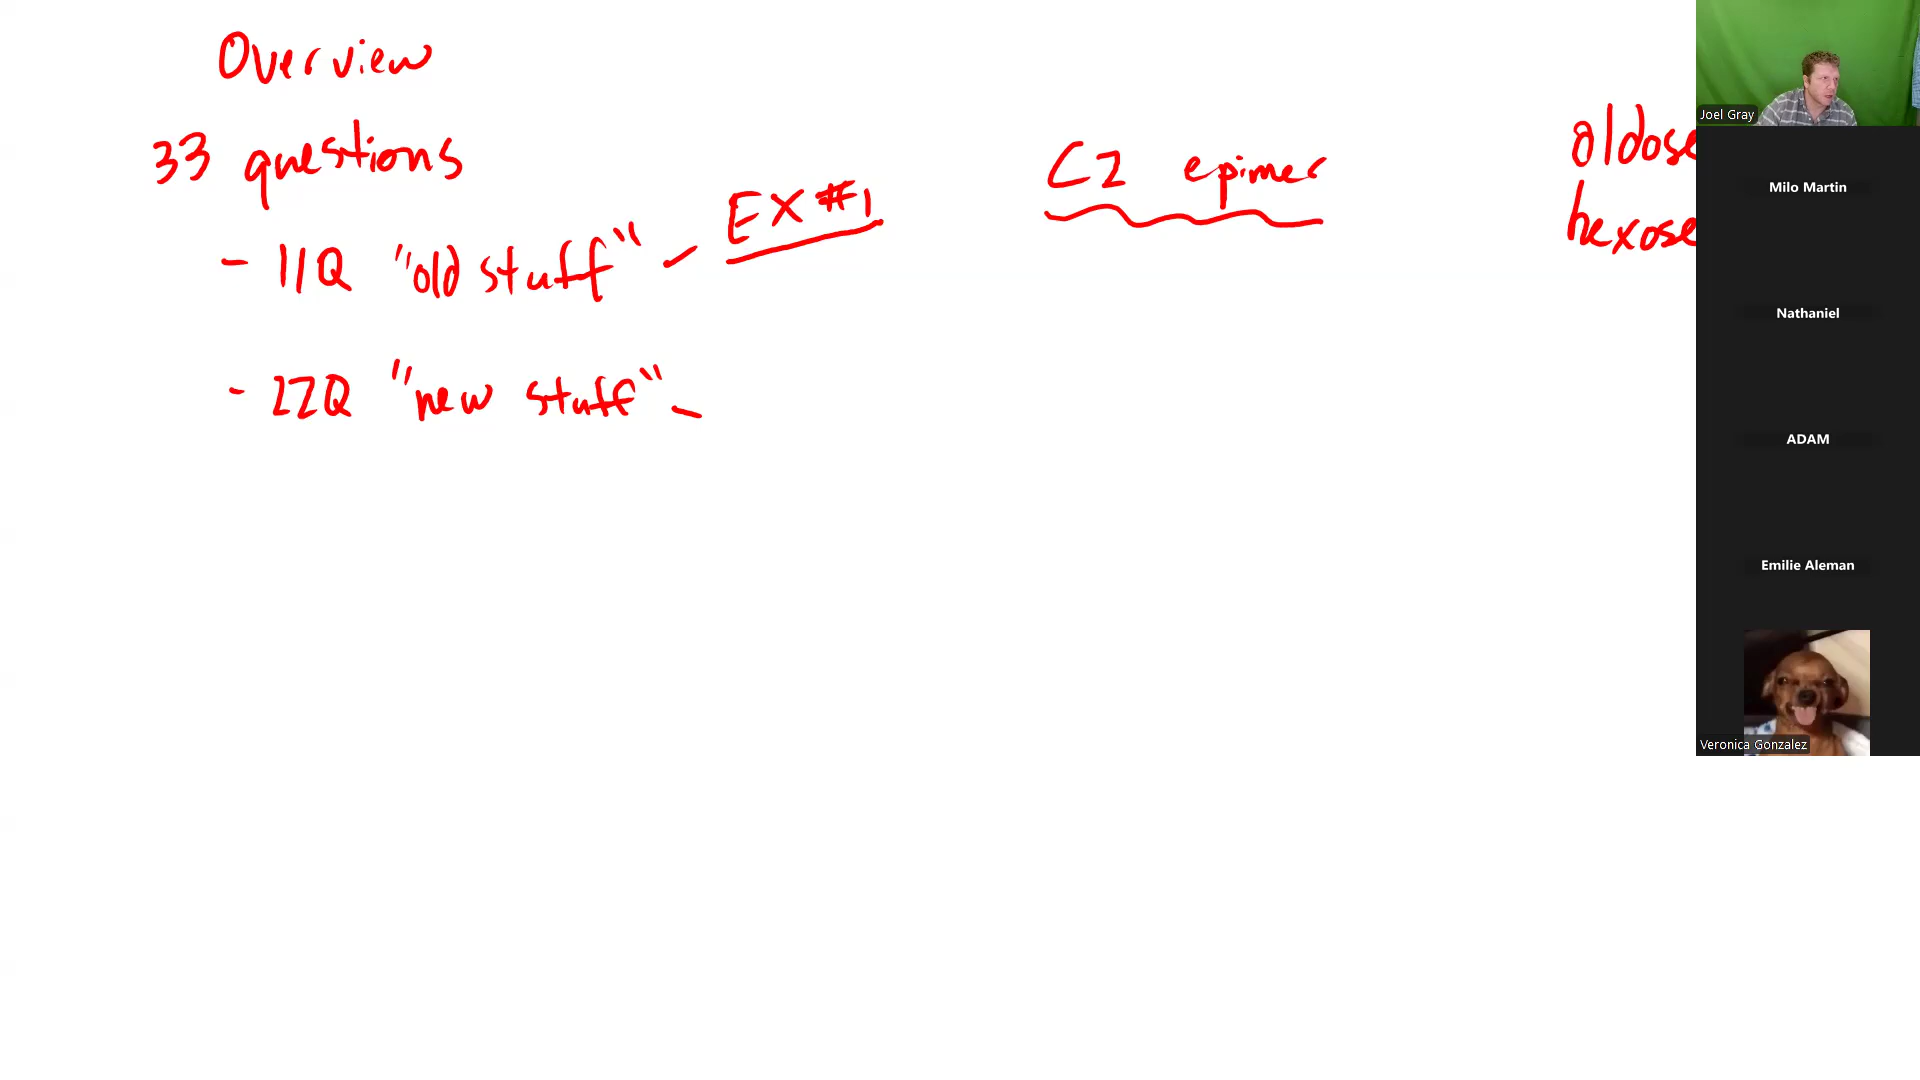 Overview
33 questions
- 11Q "old stuff" - EX #1
- 22Q "new stuff" -
C2 epimer
aldose
hexose
Joel Gray
Milo Martin
Nathaniel
ADAM
Emilie Aleman
Veronica Gonzalez